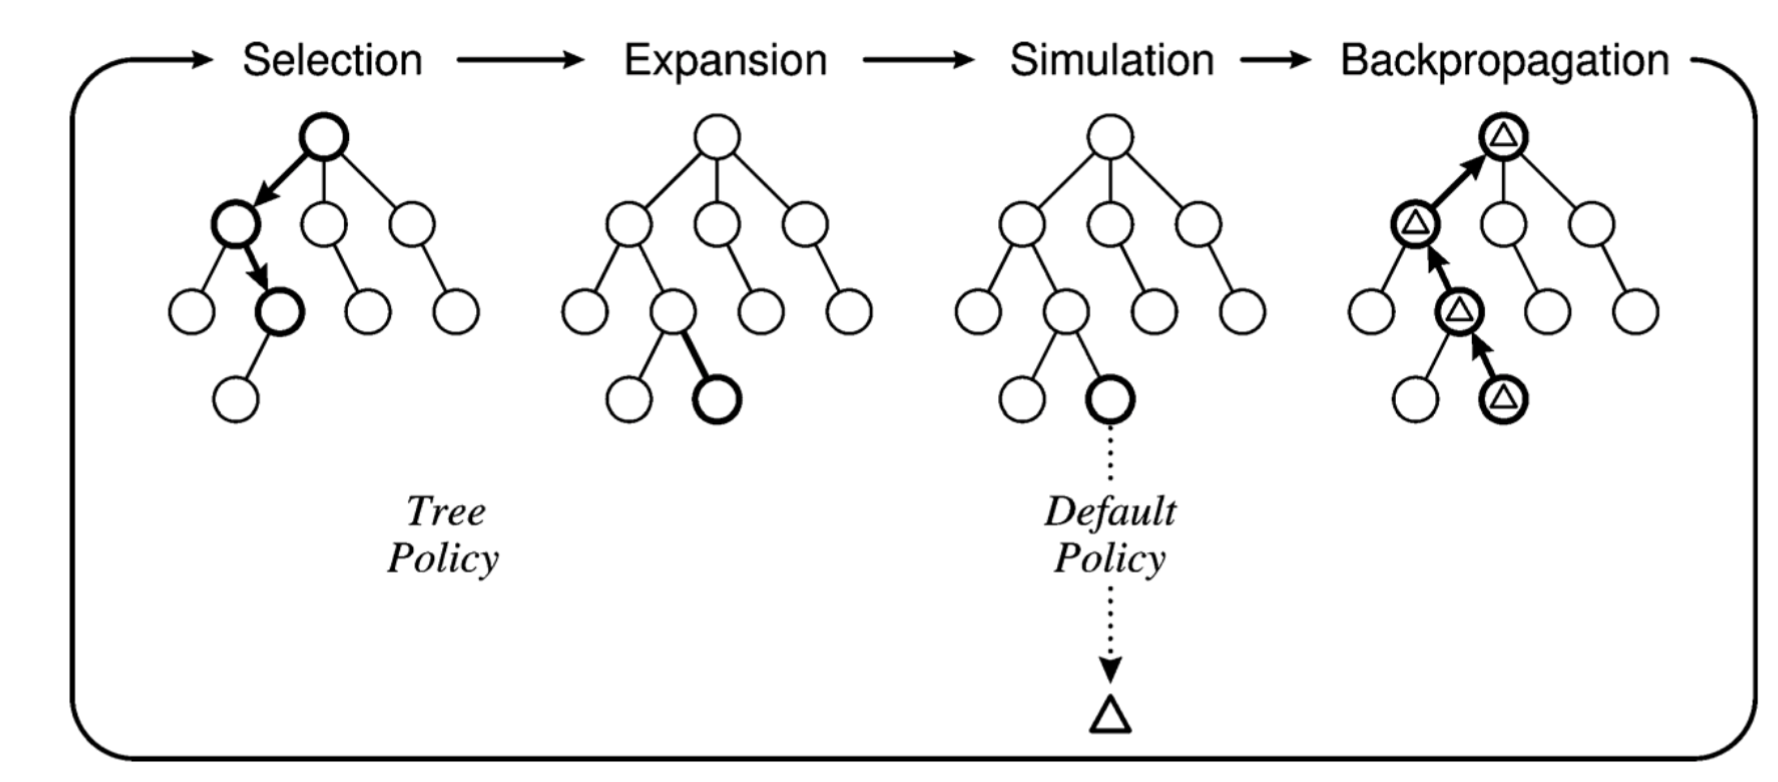 Selection Expansion Simulation Backpropagation
Tree
Policy
Default
Policy